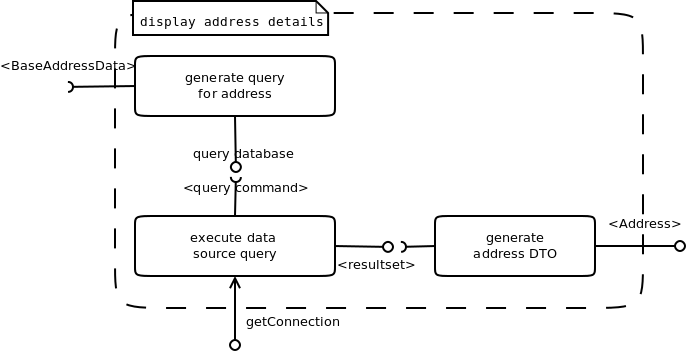 display address details
<BaseAddressData>
generate query
for address
query database
<query command>
execute data
source query
<resultset>
generate
address DTO
<Address>
getConnection